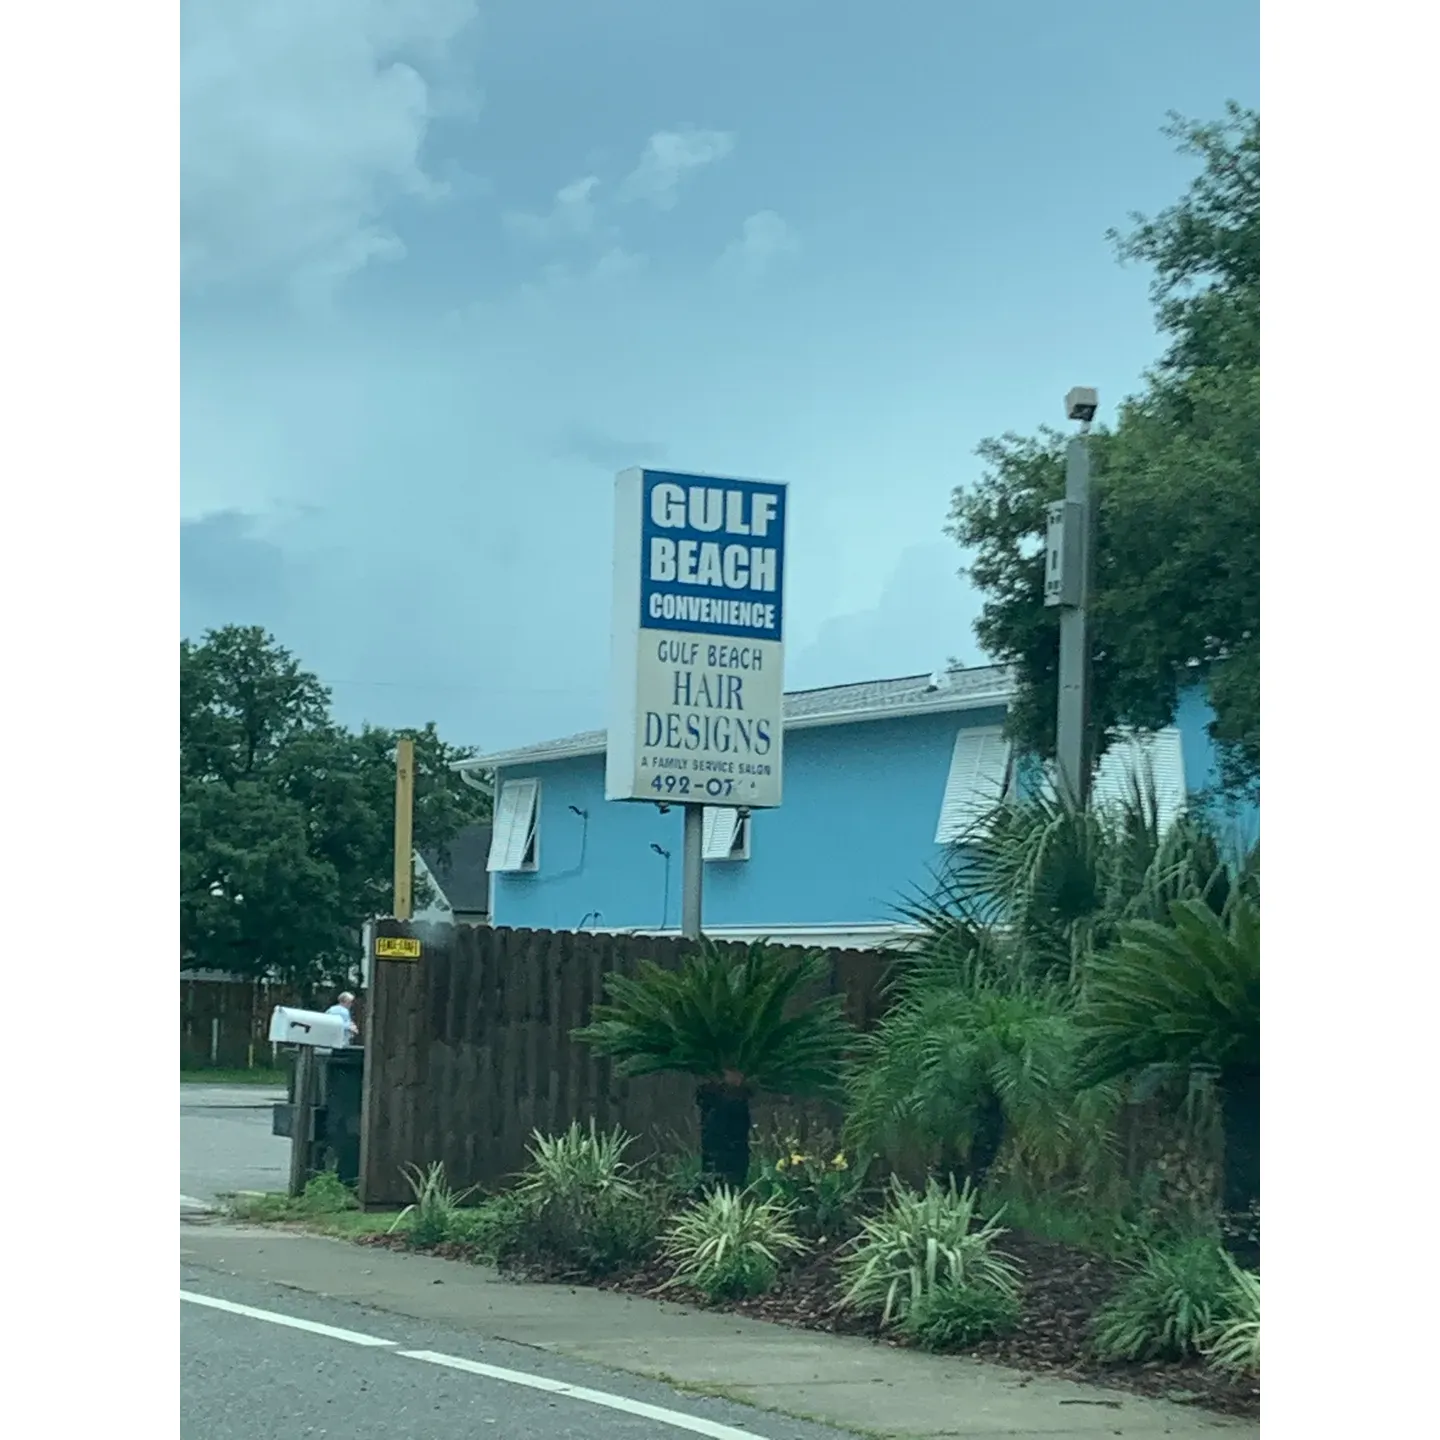 GULF
BEACH
CONVENIENCE
GULF BEACH
HAIR
DESIGNS
A FAMILY SERVICE SALON